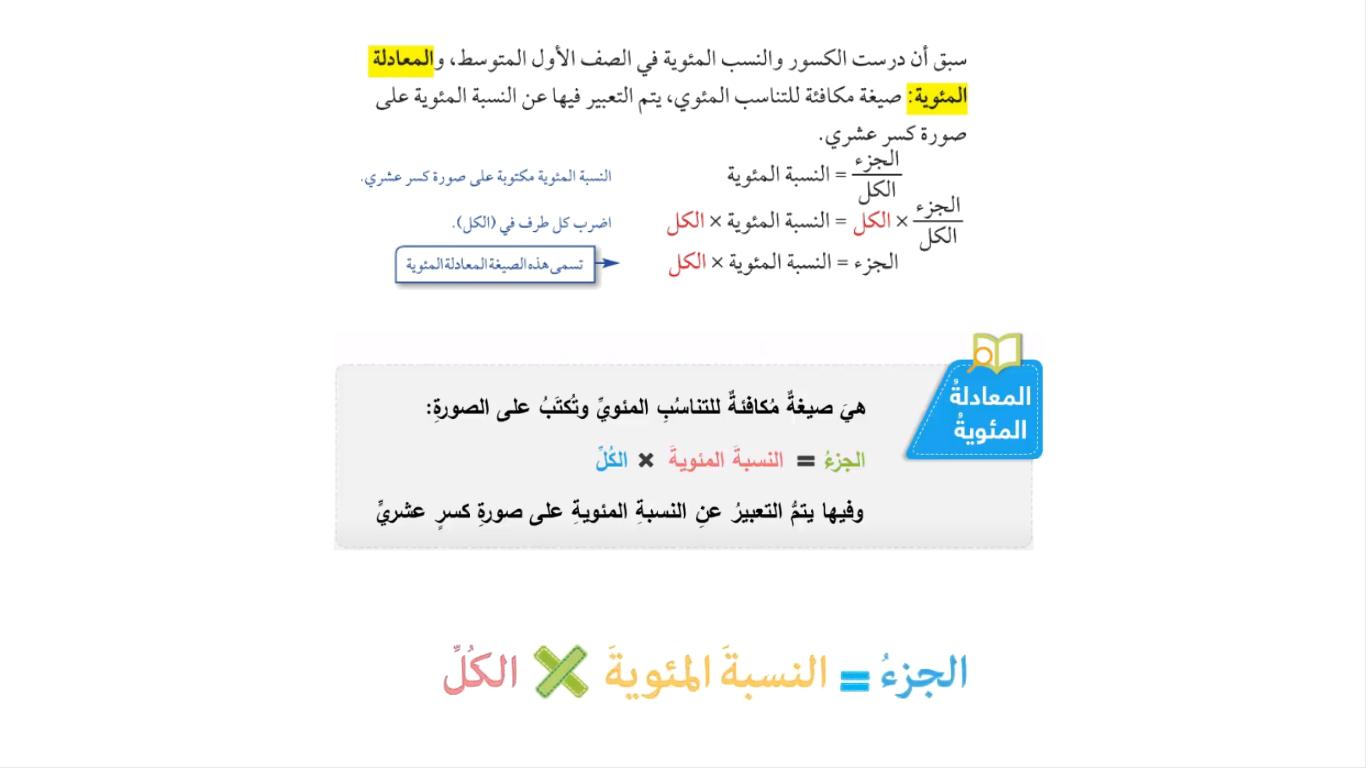 سبق أن درست الكسور والنسب المئوية في الصف الأول المتوسط، والمعادلة
المئوية: صيغة مكافئة للتناسب المئوي، يتم التعبير فيها عن النسبة المئوية على
صورة كسر عشري.
الجزء
الكل
= النسبة المئوية
النسبة المئوية مكتوبة على صورة كسر عشري.
الجزء
الكل
× الكل = النسبة المئوية × الكل
اضرب كل طرف في (الكل).
الجزء = النسبة المئوية × الكل
تسمى هذه الصيغة المعادلة المئوية
المعادلةُ
المئويةُ
هيَ صيغةٌ مُكافئةٌ للتناسُبِ المئويِّ وتُكتَبُ على الصورةِ:
الجزءُ = النسبةَ المئويةَ × الكُلِّ
وفيها يتمُّ التعبيرُ عنِ النسبةِ المئويةِ على صورةِ كسرٍ عشريٍّ
الجزءُ = النسبةَ المئويةَ × الكُلِّ